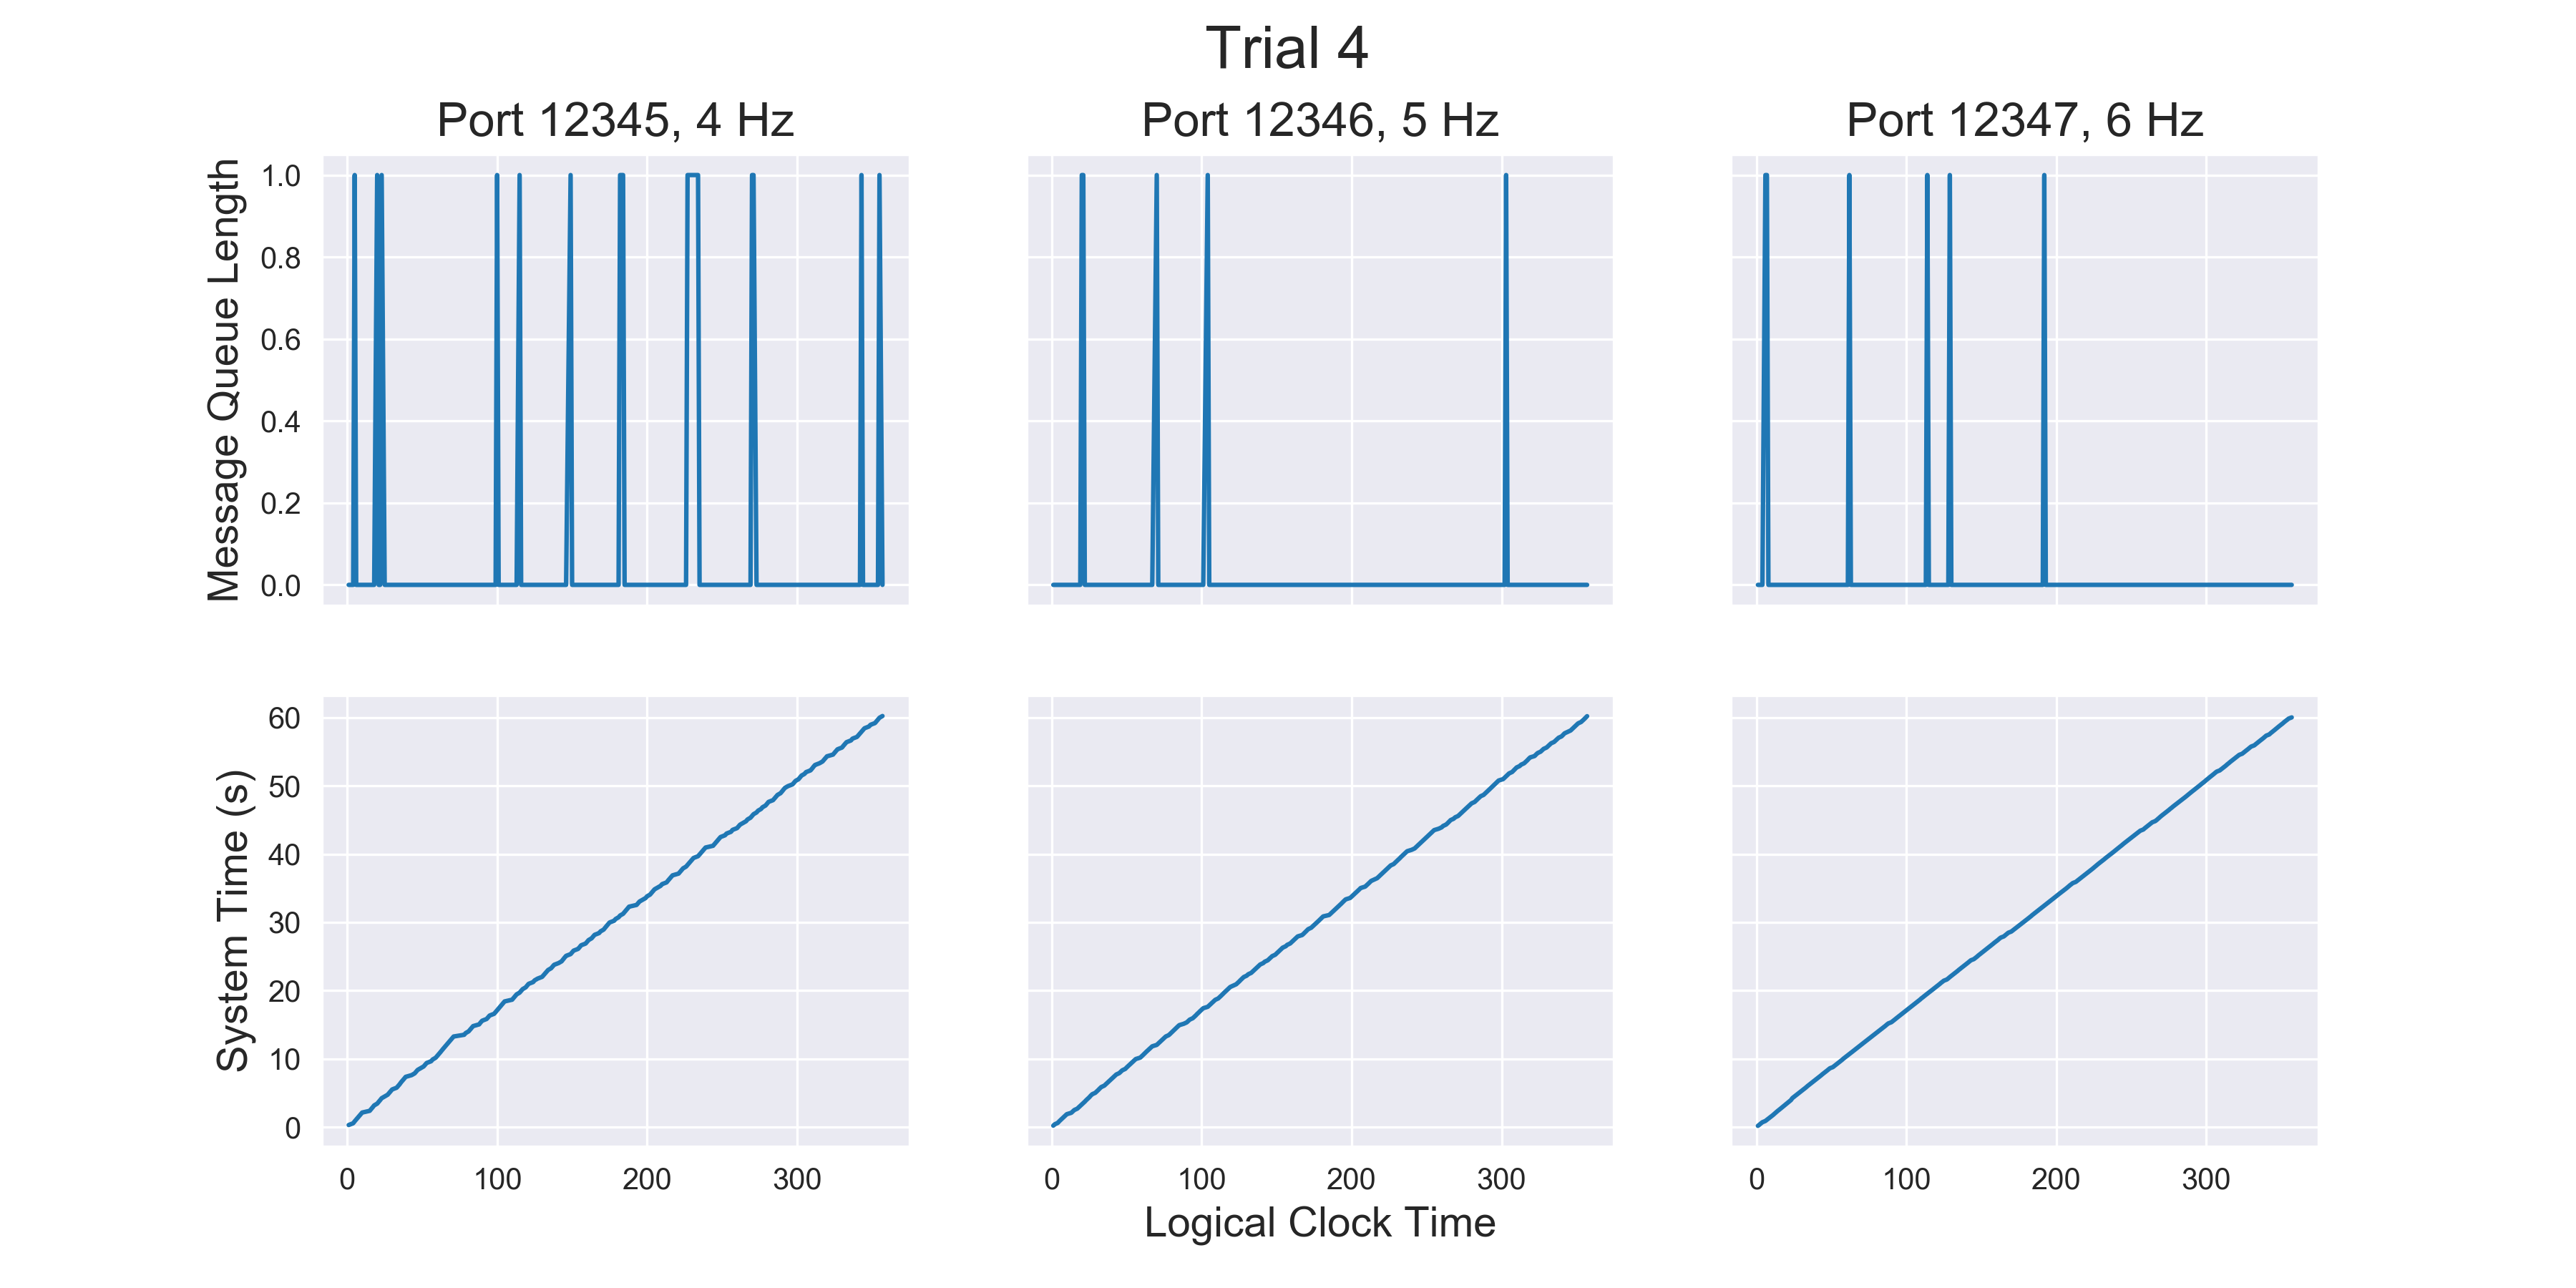 Trial 4
Port 12345, 4 Hz
Port 12346, 5 Hz
Port 12347, 6 Hz
Message Queue Length
1.0
0.8
0.6
0.4
0.2
0.0
System Time (s)
60
50
40
30
20
10
0
0 100 200 300
0 100 200 300
0 100 200 300
Logical Clock Time